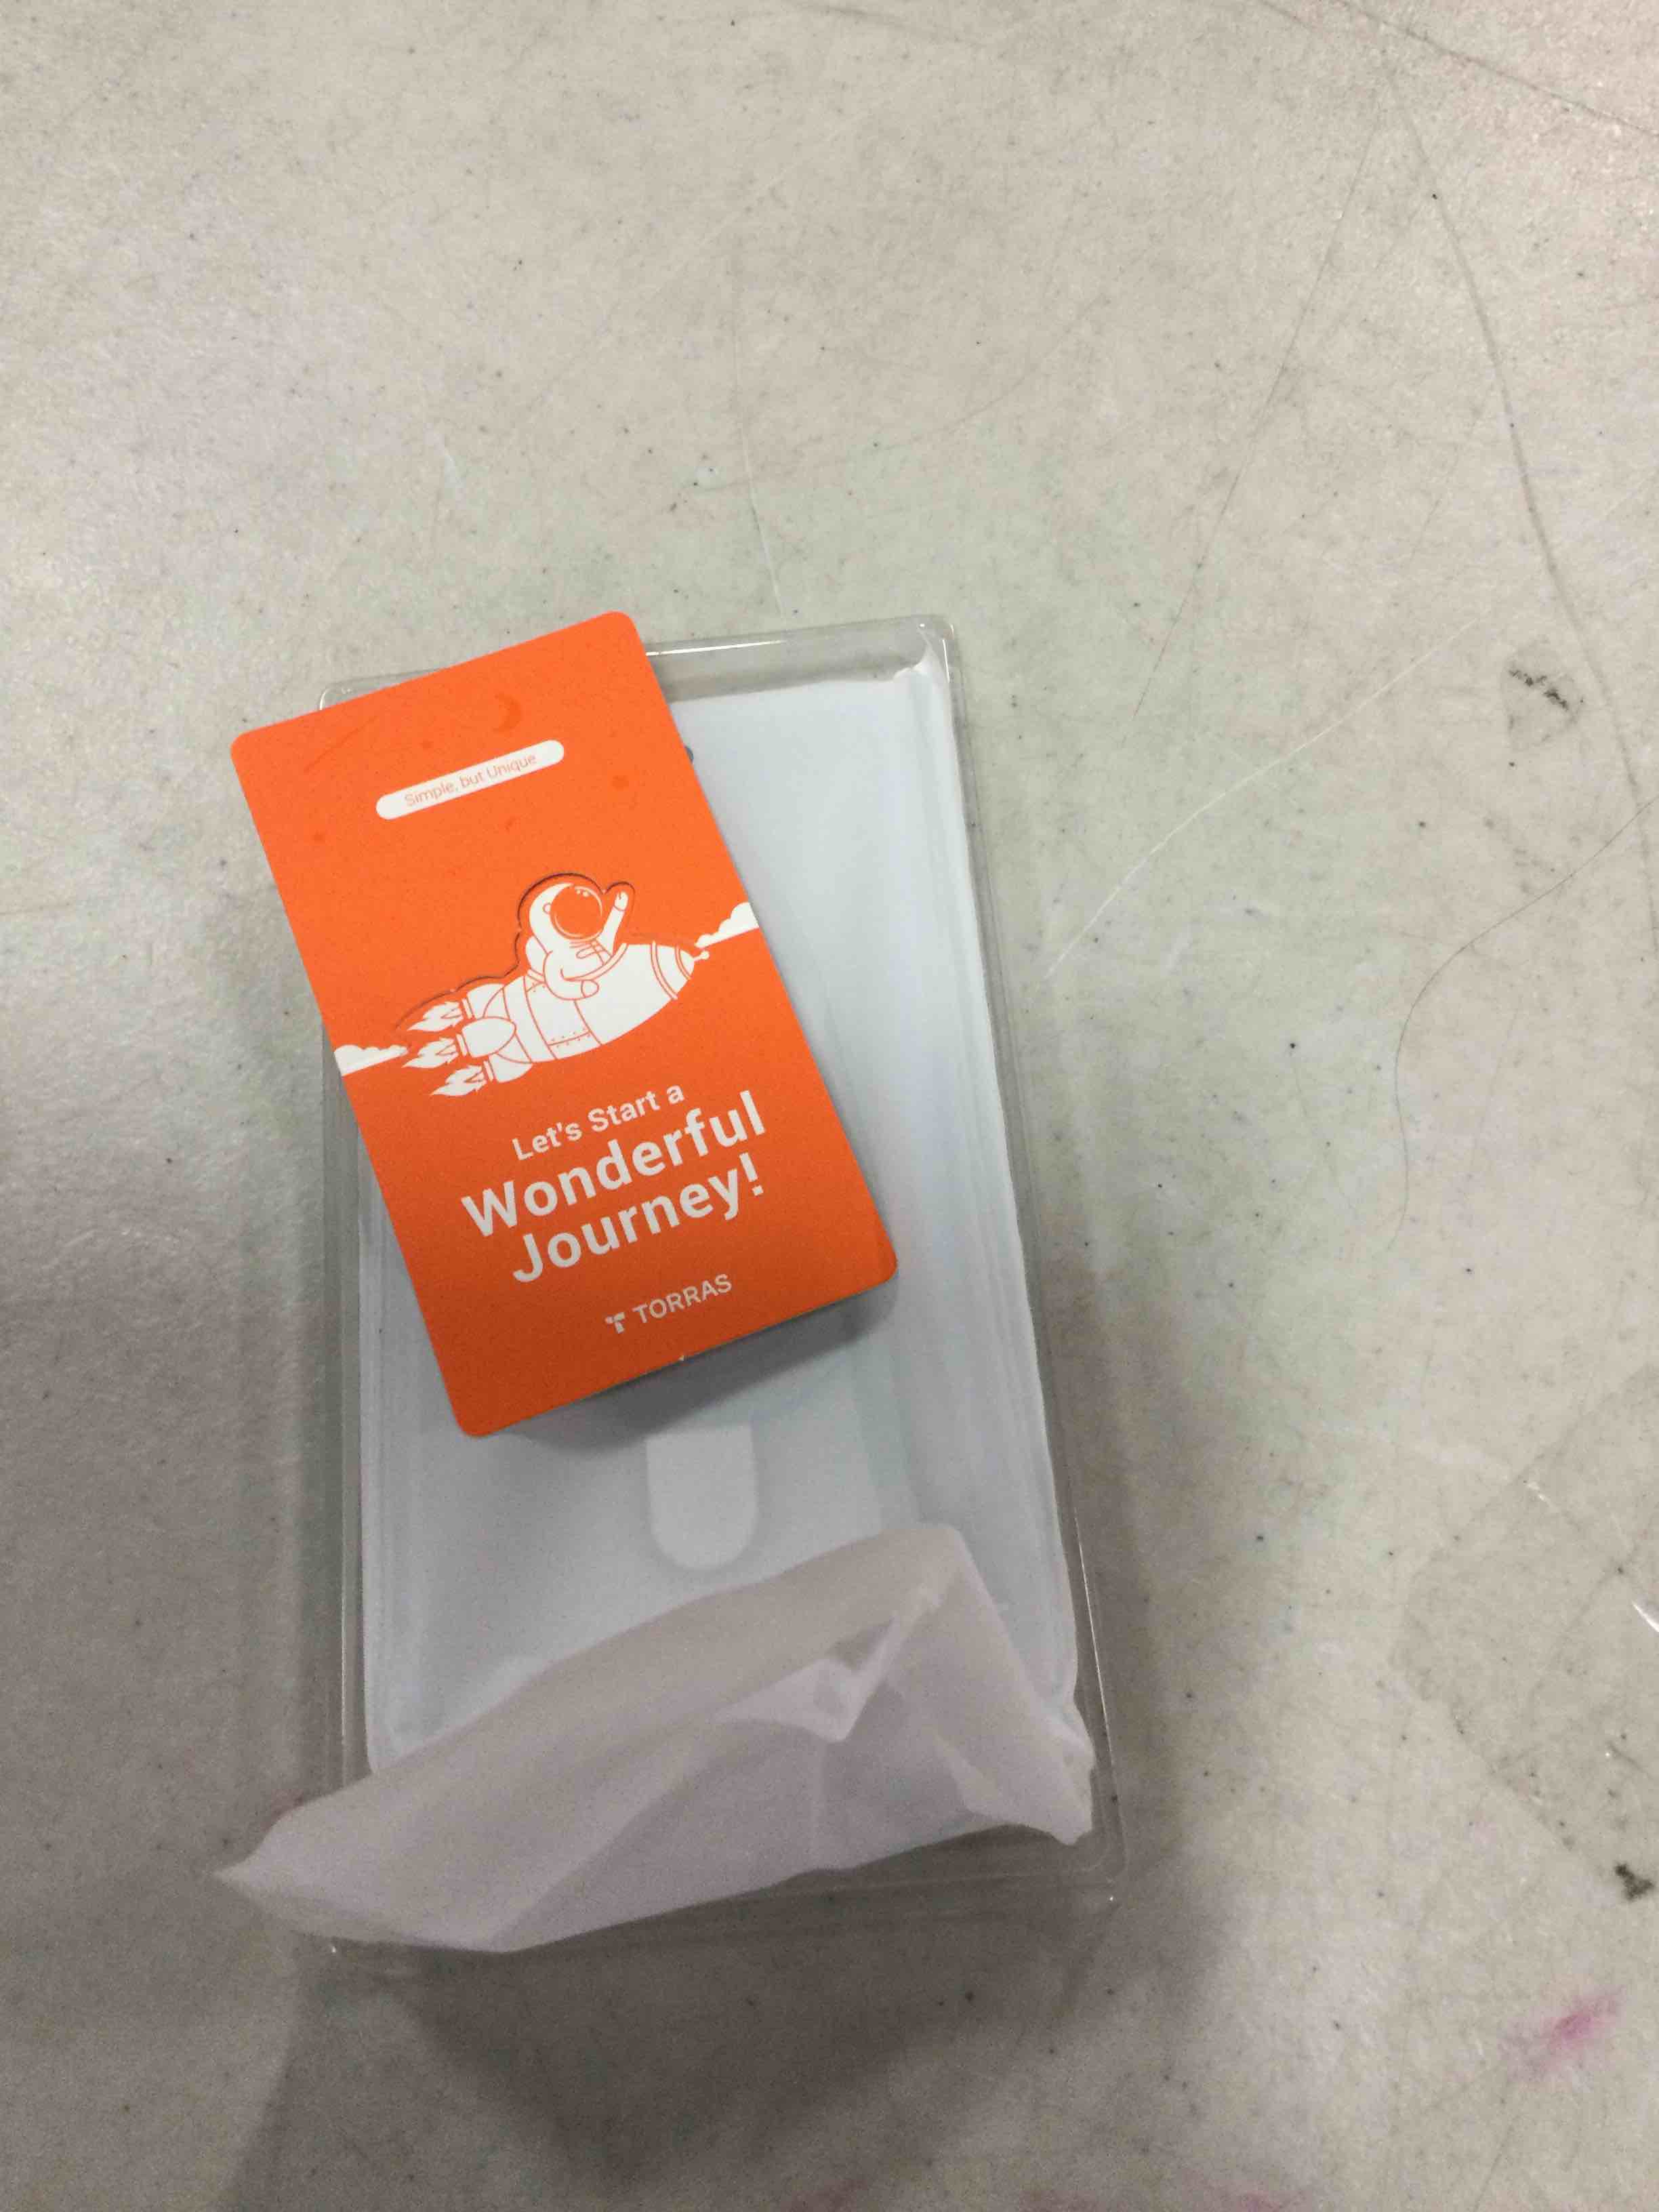 Simple, but Unique
Let's Start a
Wonderful
Journey!
TORRAS